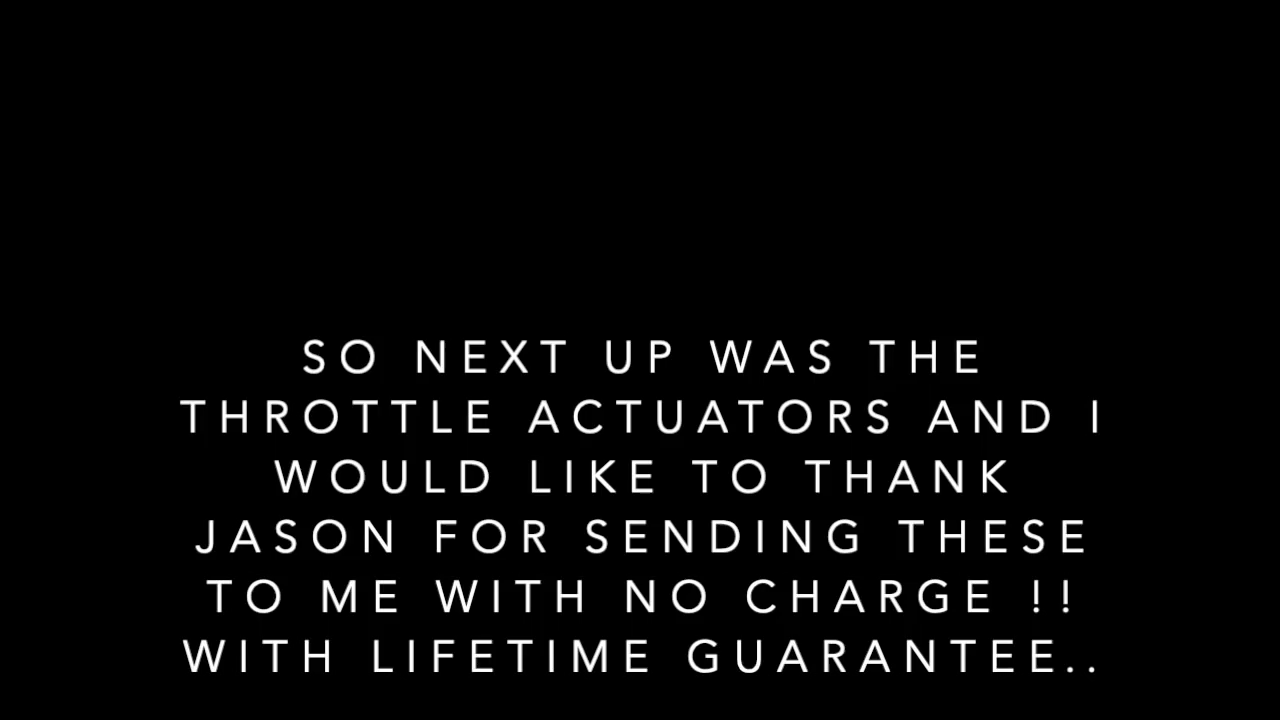 SO NEXT UP WAS THE
THROTTLE ACTUATORS AND I
WOULD LIKE TO THANK
JASON FOR SENDING THESE
TO ME WITH NO CHARGE !!
WITH LIFETIME GUARANTEE..